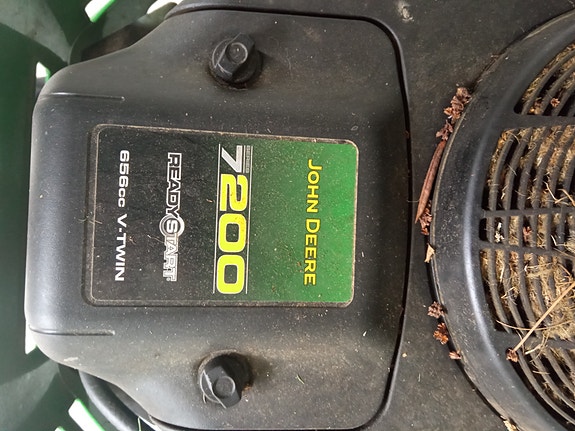 JOHN DEERE
7200
READYSTART
656cc V-TWIN